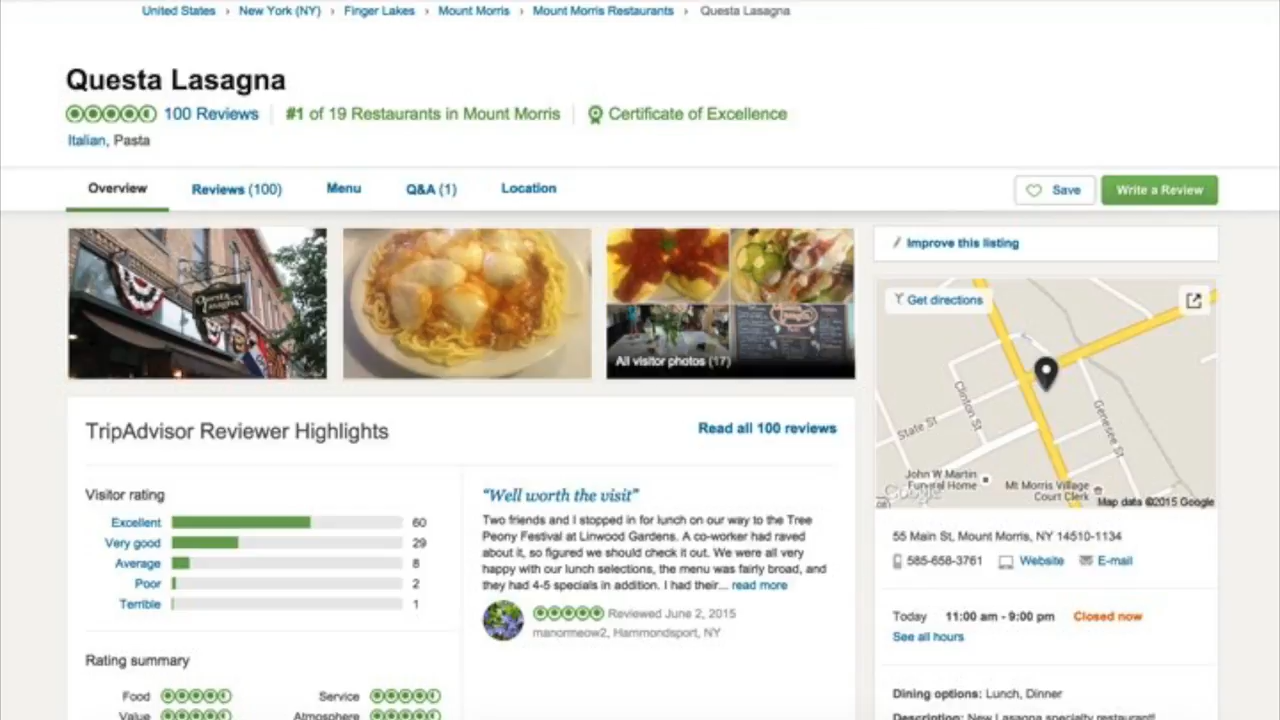 United States › New York (NY) › Finger Lakes › Mount Morris › Mount Morris Restaurants › Questa Lasagna
Questa Lasagna
100 Reviews #1 of 19 Restaurants in Mount Morris Certificate of Excellence
Italian, Pasta
Overview Reviews (100) Menu Q&A (1) Location Save Write a Review
Improve this listing
Get directions
Questa
Lasagna
All visitor photos (17)
Clinton St
State St
Genesee St
John W Martin
Funeral Home
Mt Morris Village
Court Clerk
Google
Map data ©2015 Google
TripAdvisor Reviewer Highlights Read all 100 reviews
Visitor rating
Excellent 60
Very good 29
Average 8
Poor 2
Terrible 1
Rating summary
Food Service
Value Atmosphere
“Well worth the visit”
Two friends and I stopped in for lunch on our way to the Tree
Peony Festival at Linwood Gardens. A co-worker had raved
about it, so figured we should check it out. We were all very
happy with our lunch selections, the menu was fairly broad, and
they had 4-5 specials in addition. I had their... read more
Reviewed June 2, 2015
manormeow2, Hammondsport, NY
55 Main St, Mount Morris, NY 14510-1134
585-658-3761 Website E-mail
Today 11:00 am - 9:00 pm Closed now
See all hours
Dining options: Lunch, Dinner
Description: New Lasagna specialty restaurant!